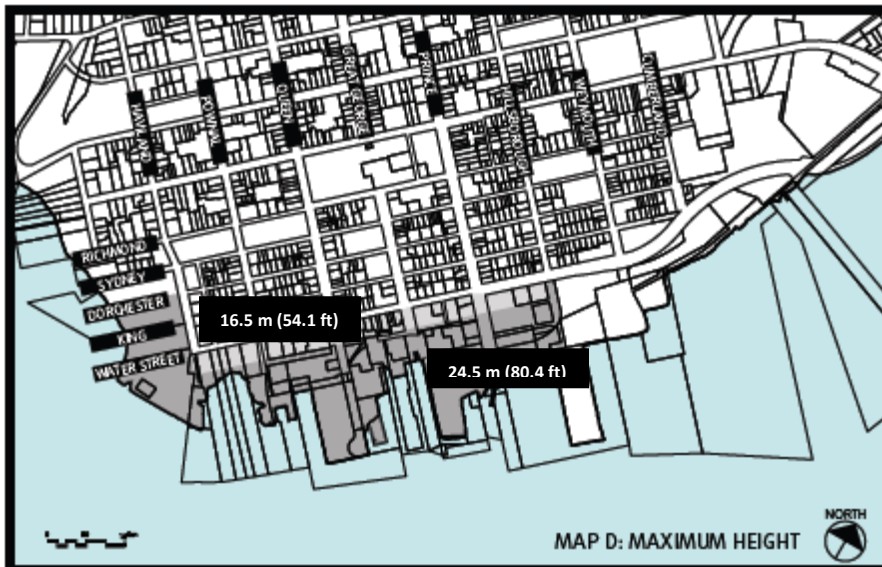 HAVILAND
POWNAL
QUEEN
GREAT GEORGE
PRINCE
HILLSBOROUGH
WEYMOUTH
CUMBERLAND
RICHMOND
SYDNEY
DORCHESTER
KING
WATER STREET
16.5 m (54.1 ft)
24.5 m (80.4 ft)
NORTH
MAP D: MAXIMUM HEIGHT